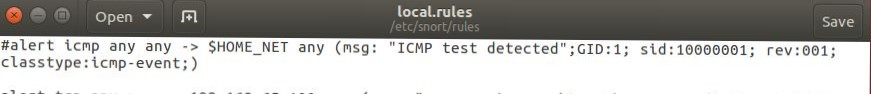 Open
local.rules
/etc/snort/rules
Save
#alert icmp any any -> $HOME_NET any (msg: "ICMP test detected";GID:1; sid:10000001; rev:001;
classtype:icmp-event;)